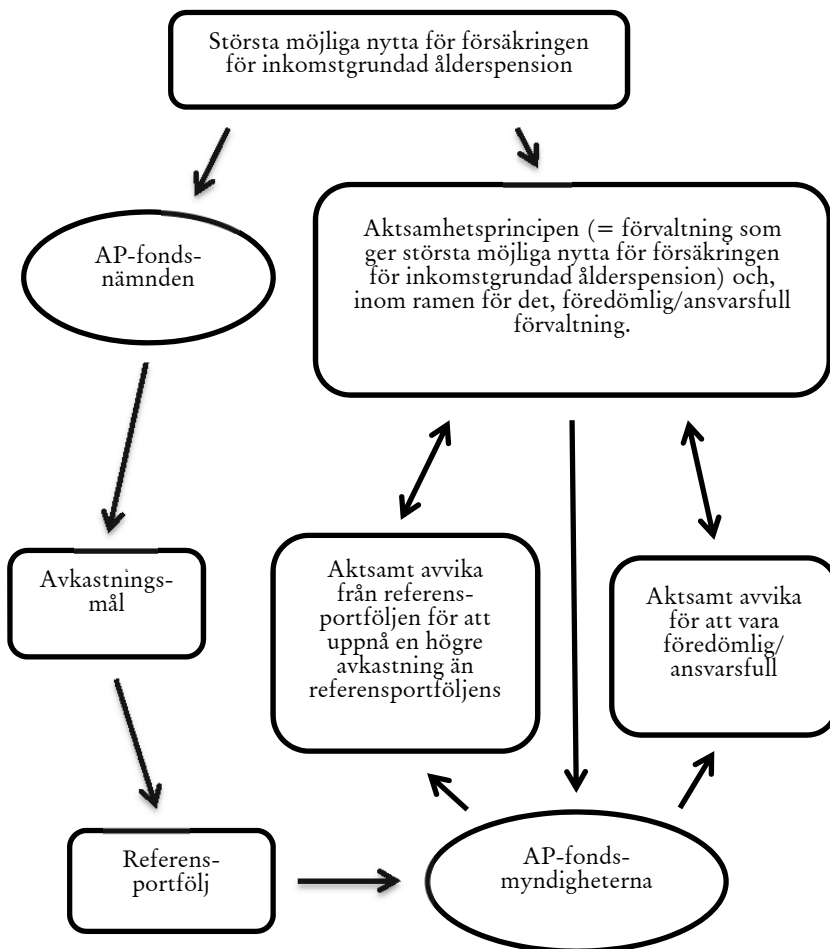 Största möjliga nytta för försäkringen
för inkomstgrundad ålderspension
AP-fonds-
nämnden
Aktsamhetsprincipen (= förvaltning som
ger största möjliga nytta för försäkringen
för inkomstgrundad ålderspension) och,
inom ramen för det, föredömlig/ansvarsfull
förvaltning.
Avkastnings-
mål
Aktsamt avvika
från referens-
portföljen för att
uppnå en högre
avkastning än
referensportföljens
Aktsamt avvika
för att vara
föredömlig/
ansvarsfull
Referens-
portfölj
AP-fonds-
myndigheterna